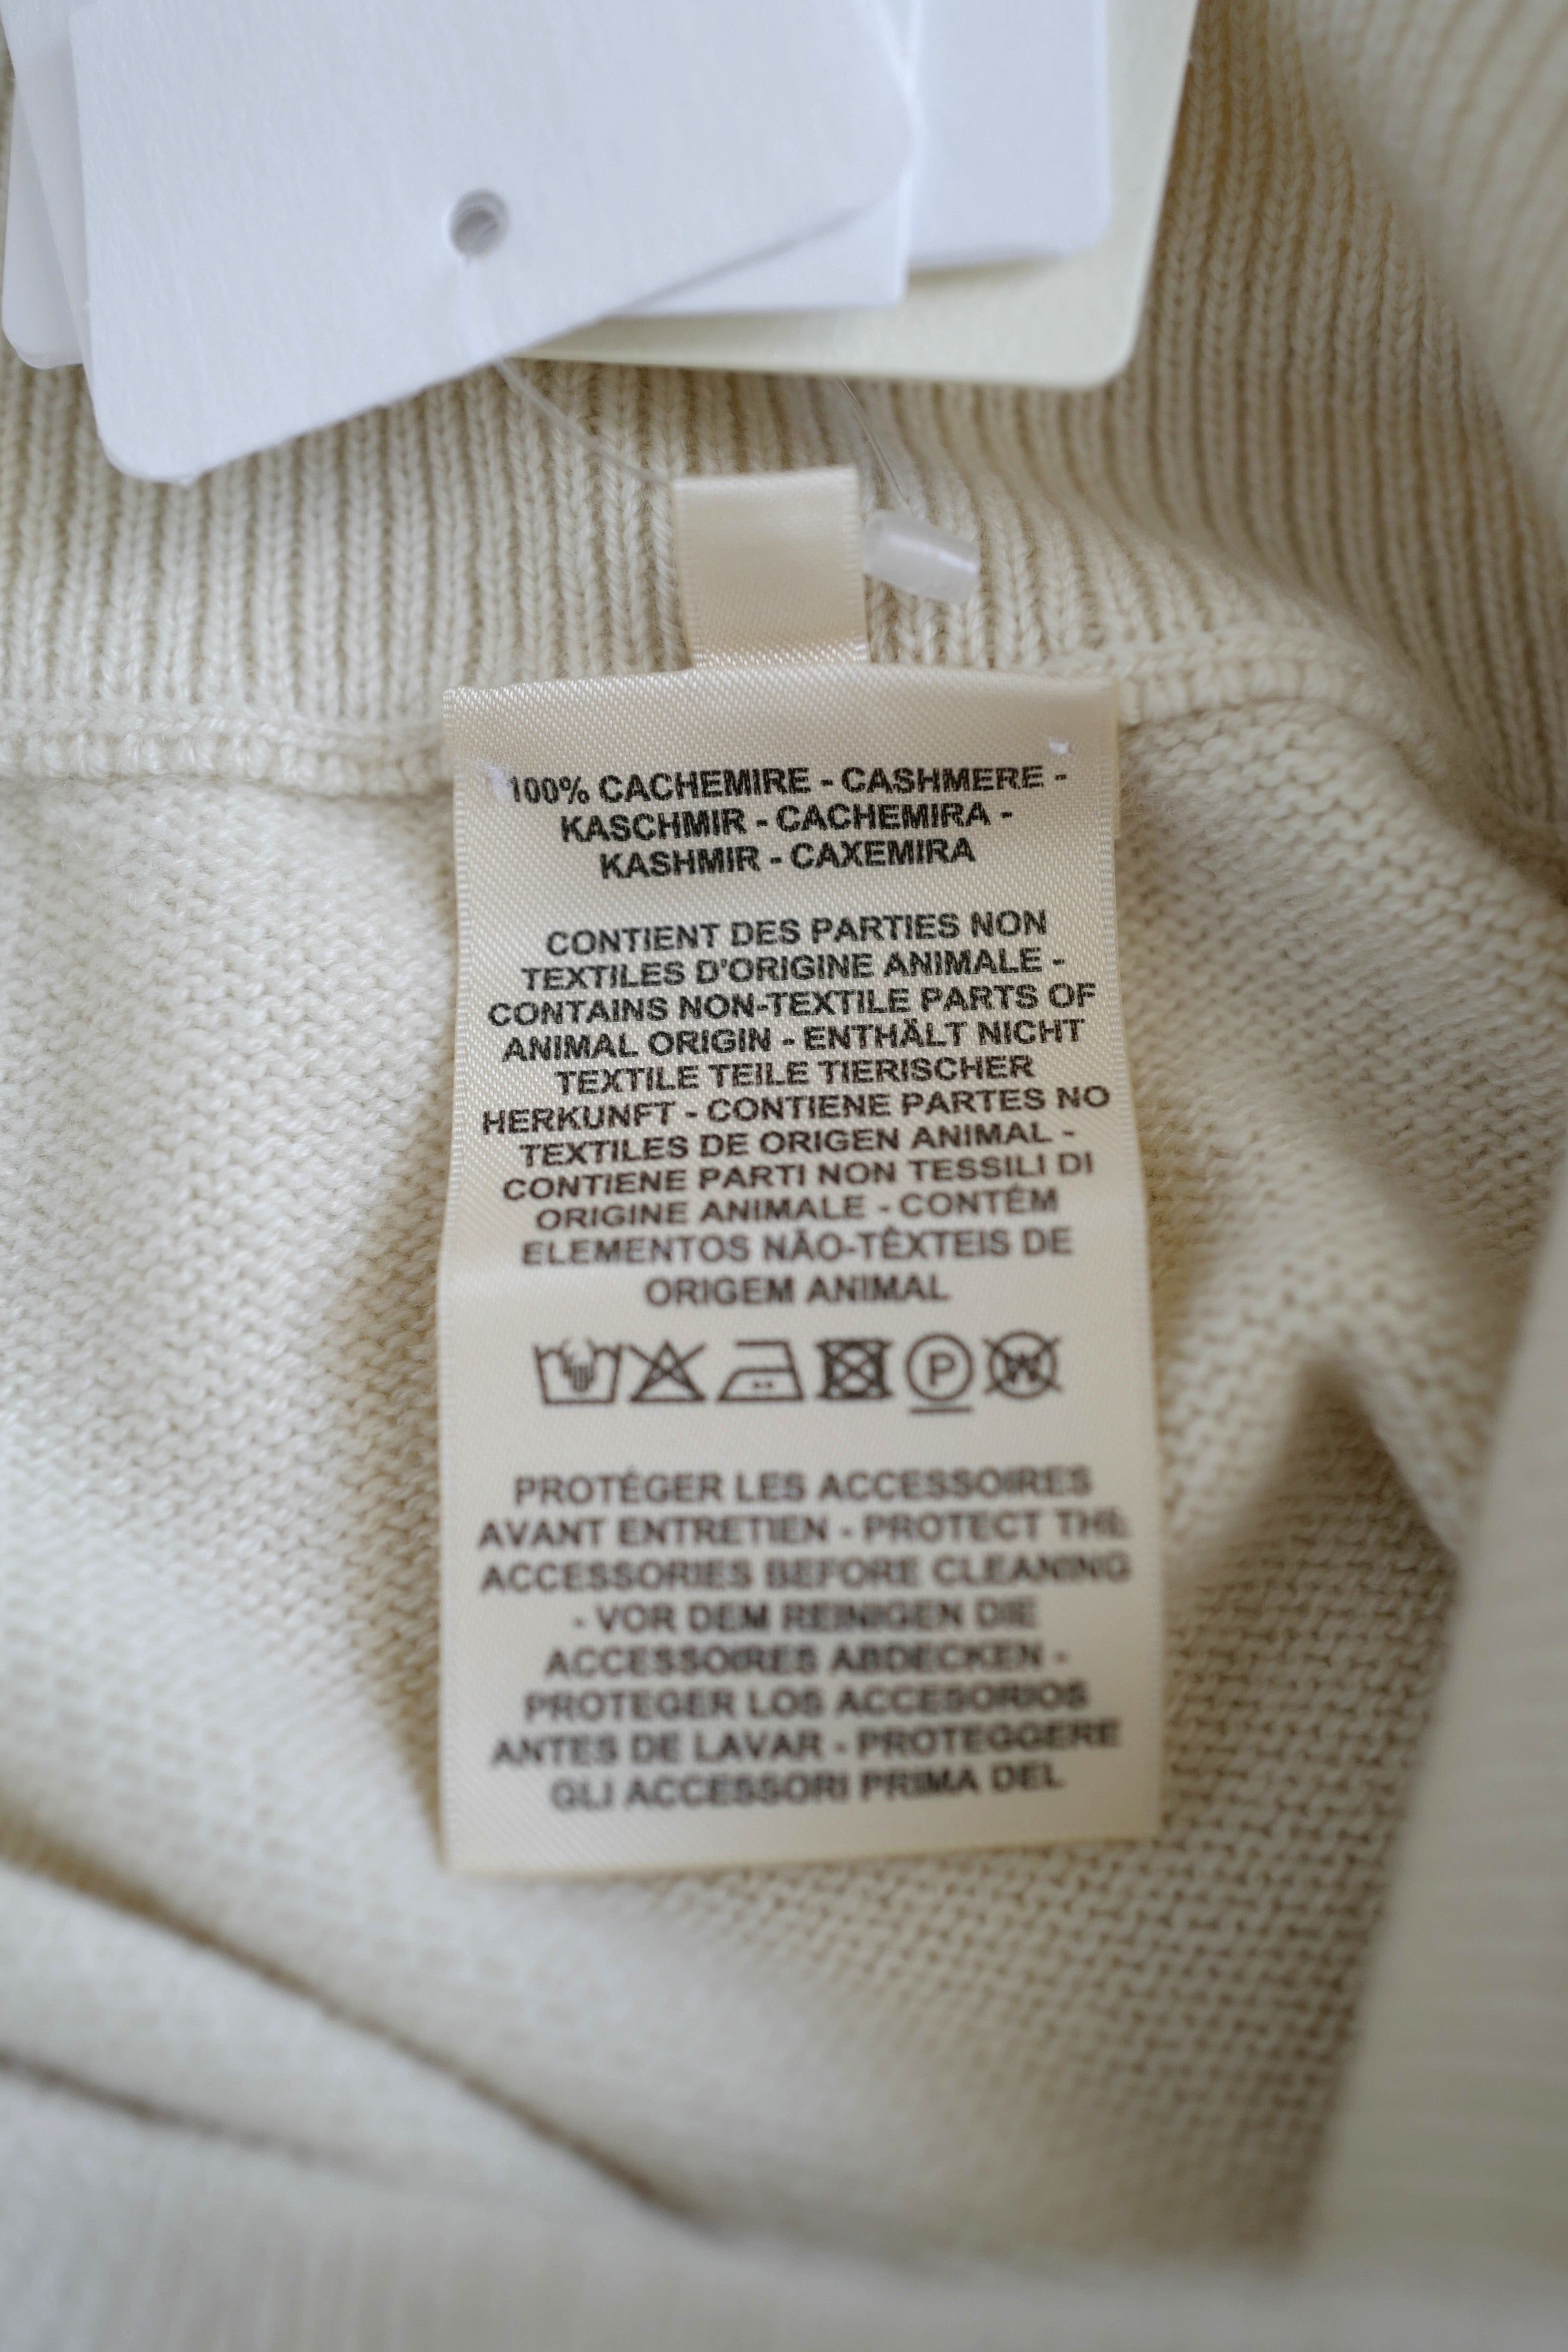 100% CACHEMIRE - CASHMERE -
KASCHMIR - CACHEMIRA -
KASHMIR - CAXEMIRA
CONTIENT DES PARTIES NON
TEXTILES D'ORIGINE ANIMALE -
CONTAINS NON-TEXTILE PARTS OF
ANIMAL ORIGIN - ENTHÄLT NICHT
TEXTILE TEILE TIERISCHER
HERKUNFT - CONTIENE PARTES NO
TEXTILES DE ORIGEN ANIMAL -
CONTIENE PARTI NON TESSILI DI
ORIGINE ANIMALE - CONTÉM
ELEMENTOS NÃO-TÊXTEIS DE
ORIGEM ANIMAL
P W
PROTÉGER LES ACCESSOIRES
AVANT ENTRETIEN - PROTECT THE
ACCESSORIES BEFORE CLEANING
- VOR DEM REINIGEN DIE
ACCESSOIRES ABDECKEN -
PROTEGER LOS ACCESORIOS
ANTES DE LAVAR - PROTEGGERE
GLI ACCESSORI PRIMA DEL